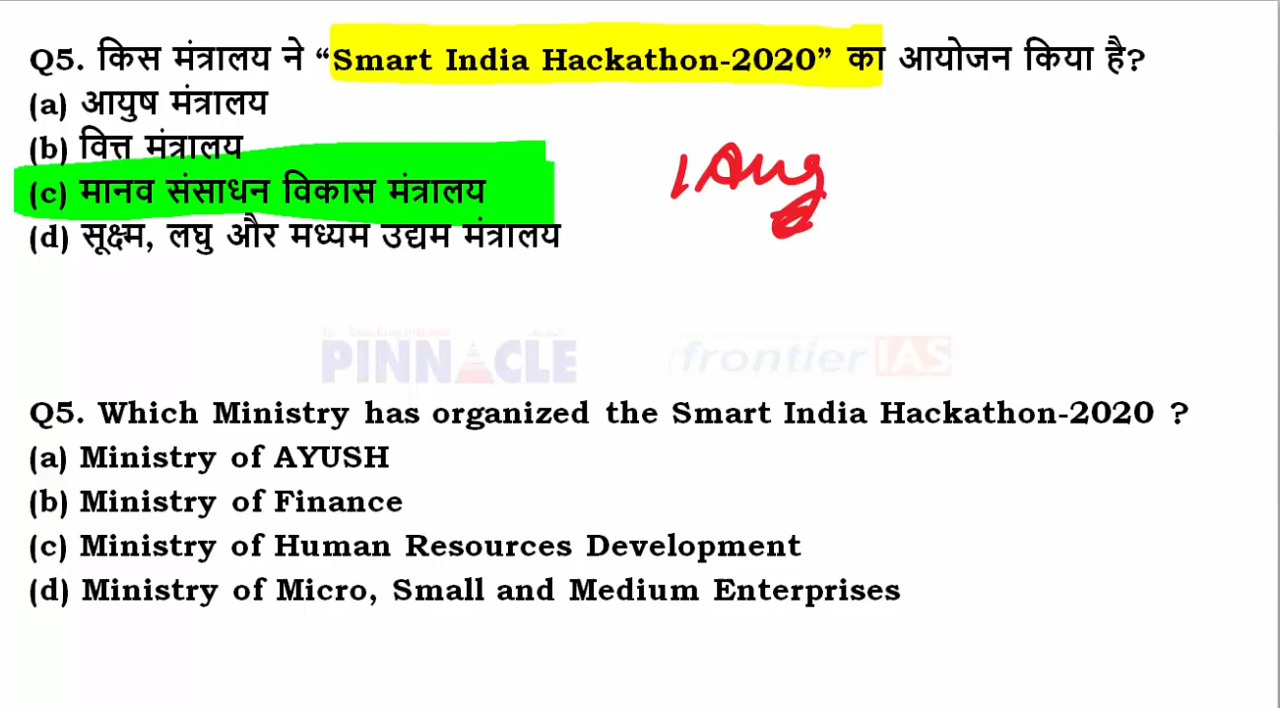 Q5. किस मंत्रालय ने “Smart India Hackathon-2020” का आयोजन किया है?
(a) आयुष मंत्रालय
(b) वित्त मंत्रालय
(c) मानव संसाधन विकास मंत्रालय
1 Aug
(d) सूक्ष्म, लघु और मध्यम उद्यम मंत्रालय
PINNACLE frontier IAS
Q5. Which Ministry has organized the Smart India Hackathon-2020 ?
(a) Ministry of AYUSH
(b) Ministry of Finance
(c) Ministry of Human Resources Development
(d) Ministry of Micro, Small and Medium Enterprises